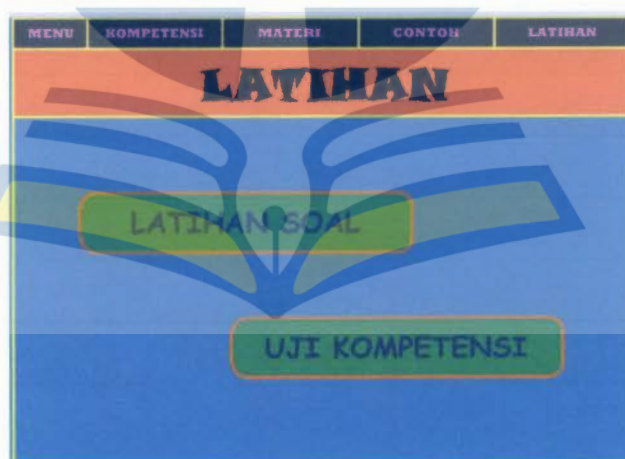 MENU KOMPETENSI MATERI CONTOH LATIHAN
LATIHAN
LATIHAN SOAL
UJI KOMPETENSI